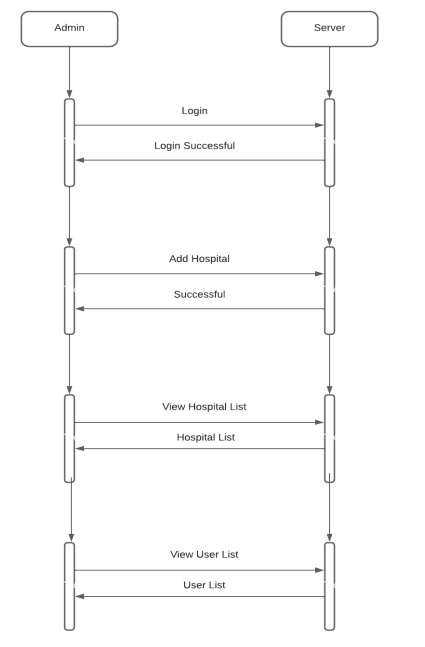 Admin
Server
Login
Login Successful
Add Hospital
Successful
View Hospital List
Hospital List
View User List
User List